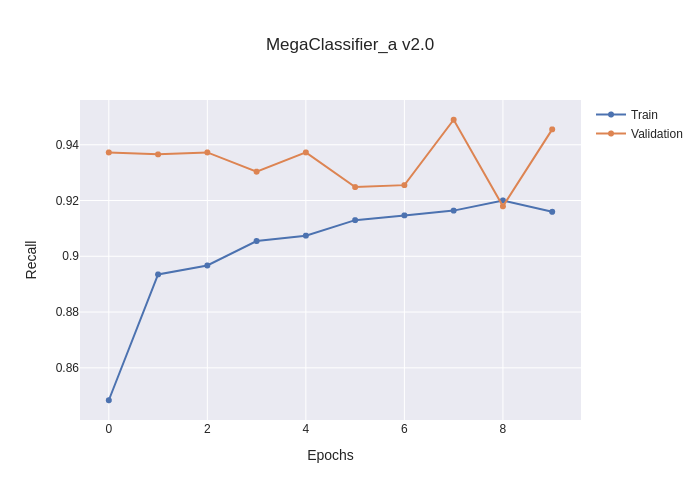 MegaClassifier_a v2.0
Train
Validation
0.94
0.92
0.9
0.88
0.86
Recall
0 2 4 6 8
Epochs